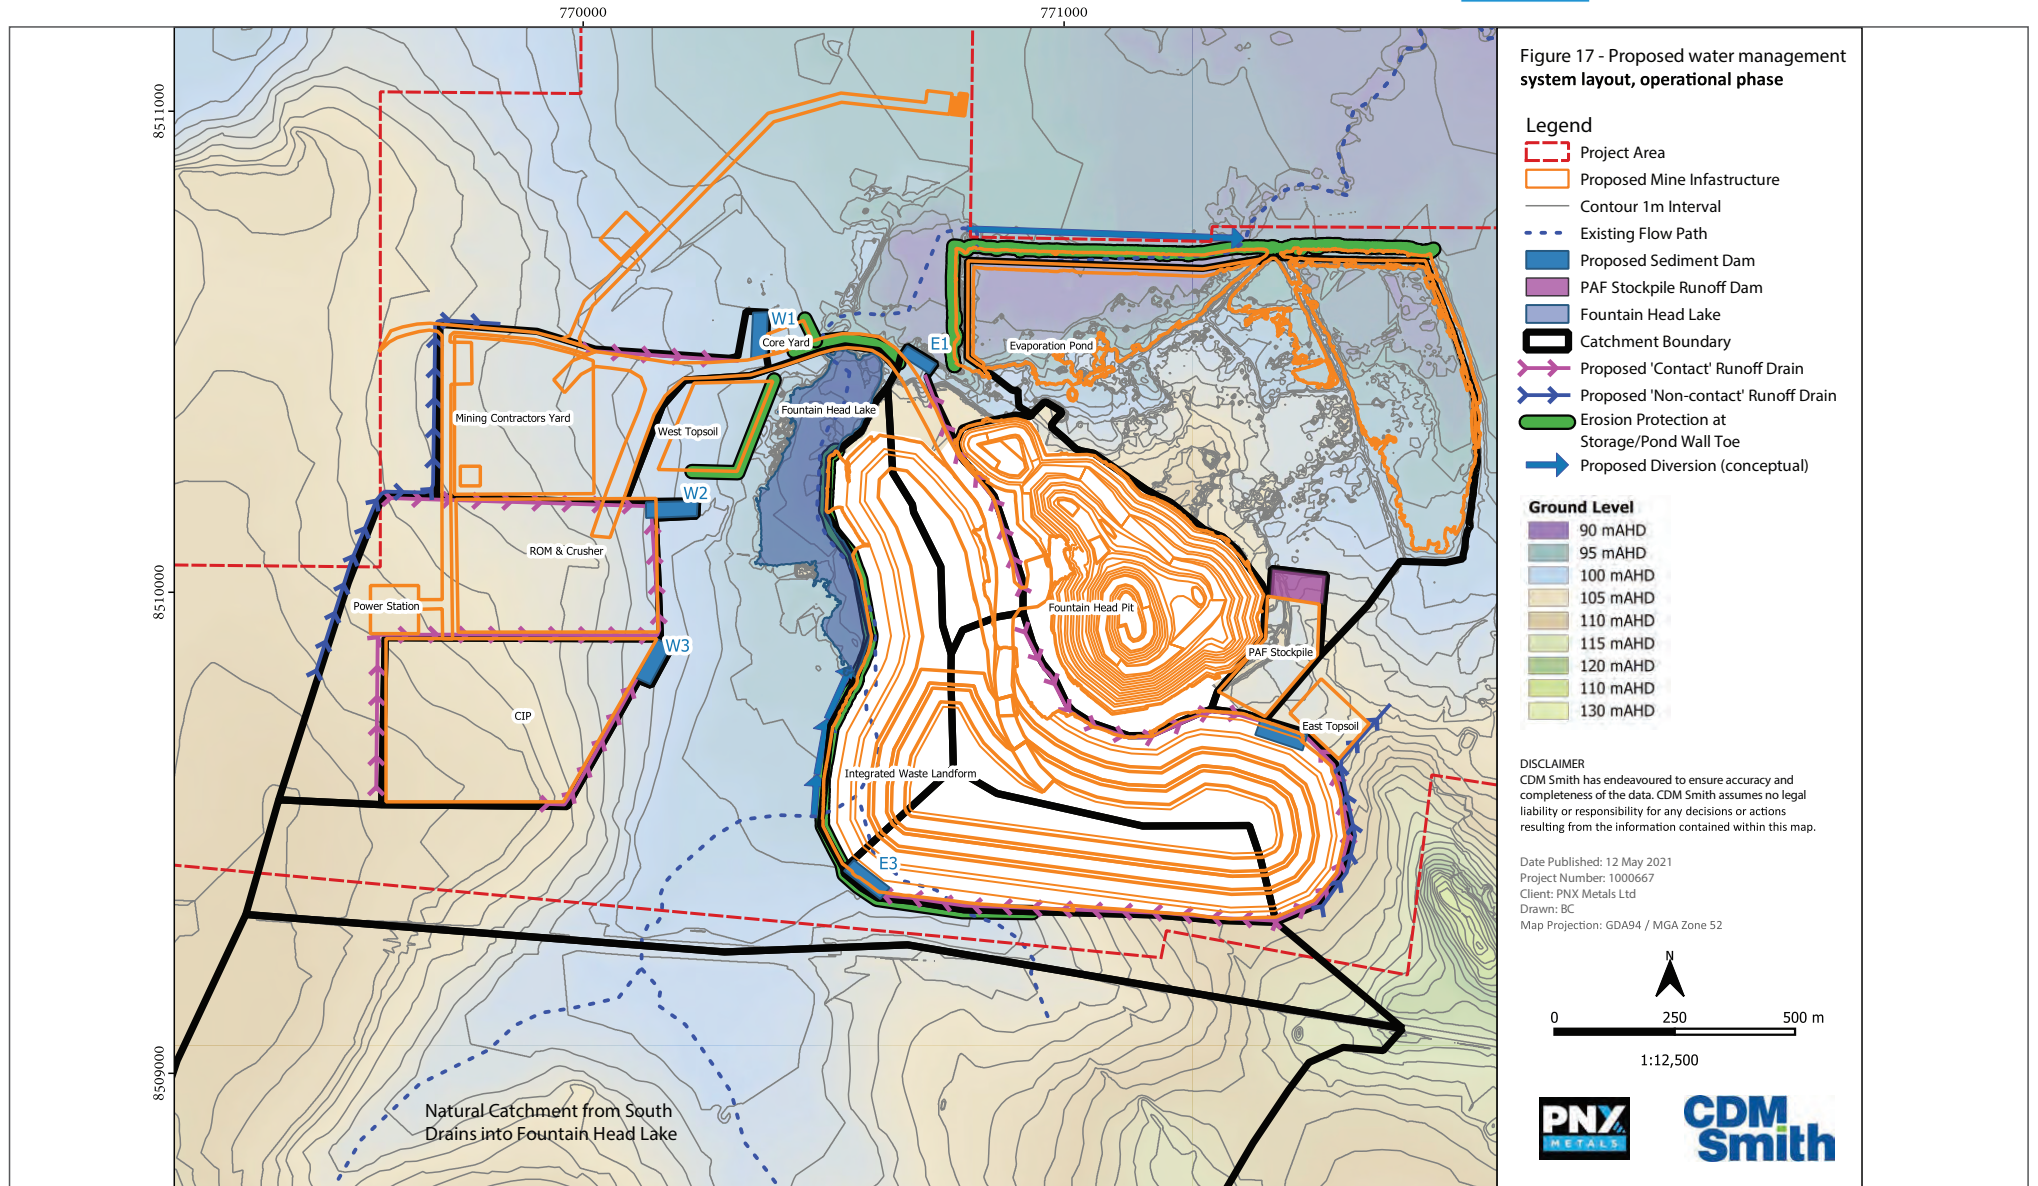 770000
771000
8511000
8510000
8509000
Figure 17 - Proposed water management
system layout, operational phase
Legend
Project Area
Proposed Mine Infastructure
Contour 1m Interval
Existing Flow Path
Proposed Sediment Dam
PAF Stockpile Runoff Dam
Fountain Head Lake
Catchment Boundary
Proposed 'Contact' Runoff Drain
Proposed 'Non-contact' Runoff Drain
Erosion Protection at
Storage/Pond Wall Toe
Proposed Diversion (conceptual)
Ground Level
90 mAHD
95 mAHD
100 mAHD
105 mAHD
110 mAHD
115 mAHD
120 mAHD
110 mAHD
130 mAHD
DISCLAIMER
CDM Smith has endeavoured to ensure accuracy and
completeness of the data. CDM Smith assumes no legal
liability or responsibility for any decisions or actions
resulting from the information contained within this map.
Date Published: 12 May 2021
Project Number: 1000667
Client: PNX Metals Ltd
Drawn: BC
Map Projection: GDA94 / MGA Zone 52
N
0 250 500 m
1:12,500
PNX
METALS
CDM
Smith
W1
Core Yard
E1
Evaporation Pond
Mining Contractors Yard
West Topsoil
Fountain Head Lake
W2
ROM & Crusher
Power Station
Fountain Head Pit
W3
PAF Stockpile
CIP
East Topsoil
Integrated Waste Landform
E3
Natural Catchment from South
Drains into Fountain Head Lake